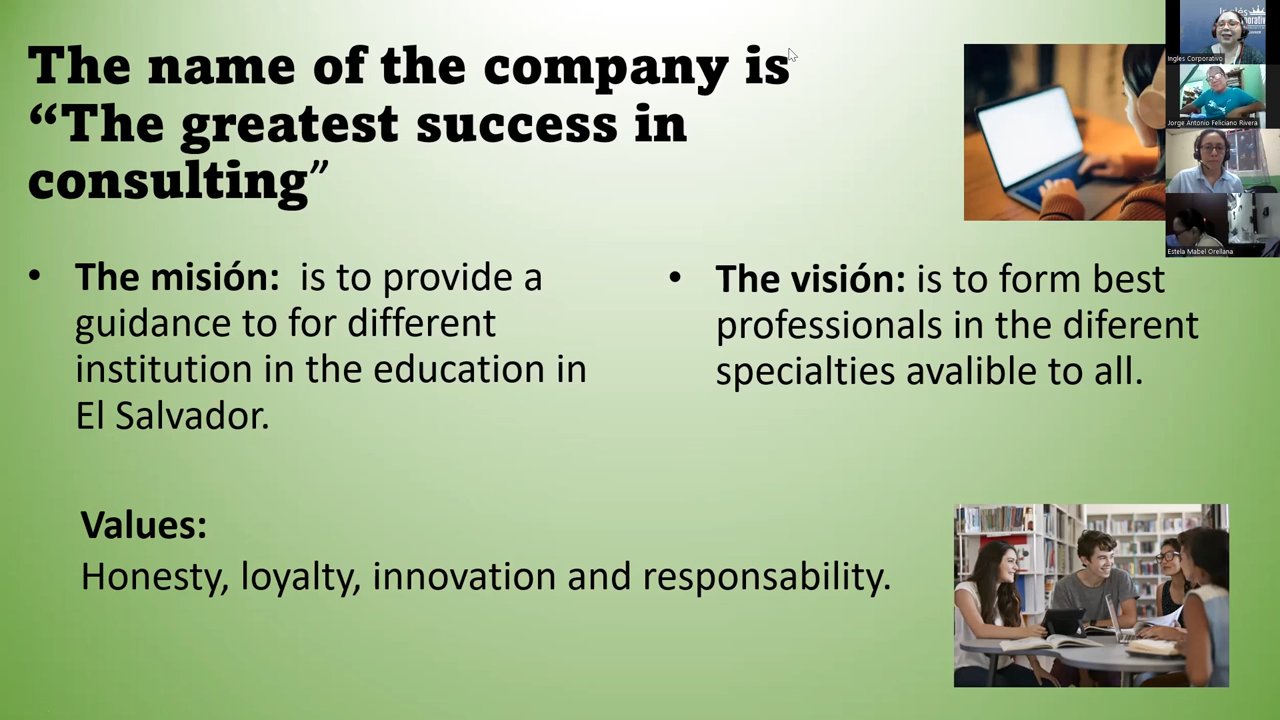 The name of the company is
“The greatest success in
consulting”
• The misión: is to provide a
guidance to for different
institution in the education in
El Salvador.
• The visión: is to form best
professionals in the diferent
specialties avalible to all.
Values:
Honesty, loyalty, innovation and responsability.
Ingles Corporativo
Jorge Antonio Feliciano Rivera
Estela Mabel Orellana